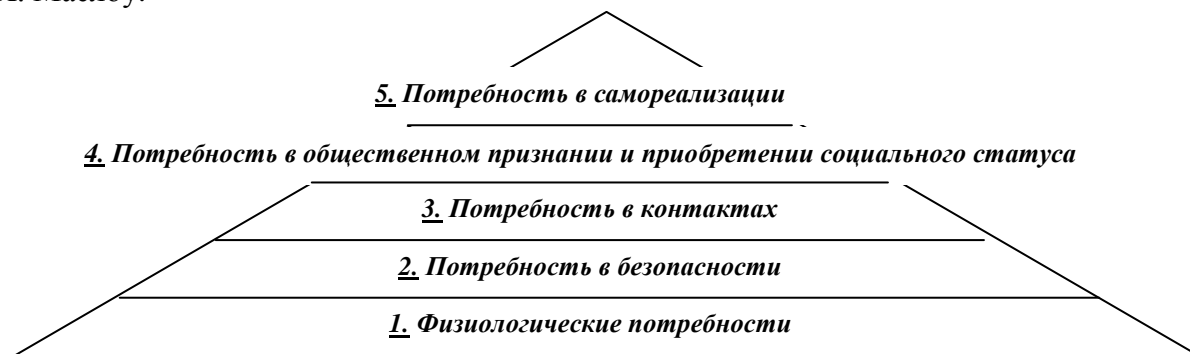 А. Маслоу.
5. Потребность в самореализации
4. Потребность в общественном признании и приобретении социального статуса
3. Потребность в контактах
2. Потребность в безопасности
1. Физиологические потребности